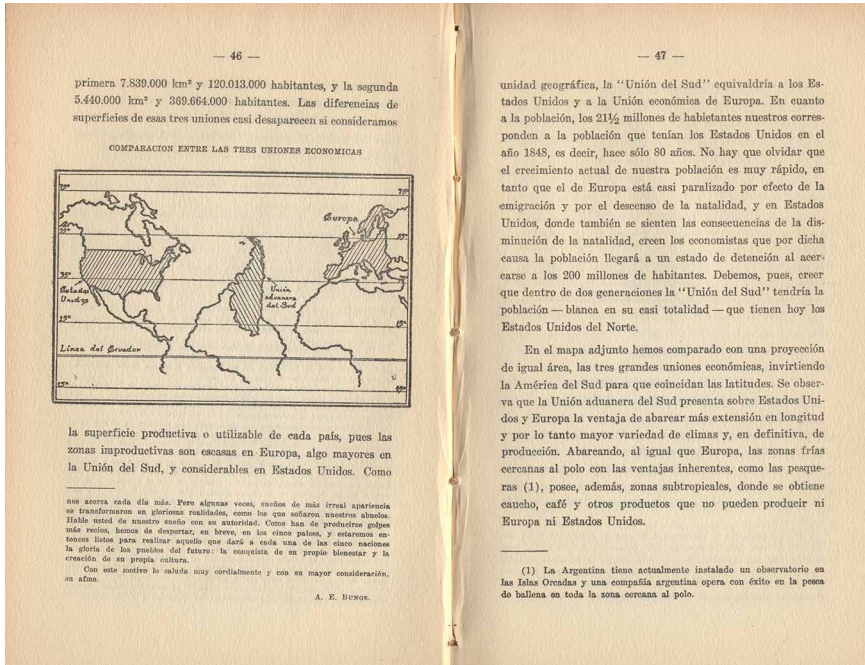 — 46 —
primera 7.839.000 km² y 120.013.000 habitantes, y la segunda
5.440.000 km² y 369.664.000 habitantes. Las diferencias de
superficies de esas tres uniones casi desaparecen si consideramos
COMPARACION ENTRE LAS TRES UNIONES ECONOMICAS
75° 75°
Europa
55° 55°
35° 35°
Estados
Unidos
Unión
aduanera
del Sud
15° 15°
Línea del Ecuador
15° 15°
la superficie productiva o utilizable de cada país, pues las
zonas improductivas son escasas en Europa, algo mayores en
la Unión del Sud, y considerables en Estados Unidos. Como
nos acerca cada día más. Pero algunas veces, sueños de más irreal apariencia
se transformaron en gloriosas realidades, como los que soñaron nuestros abuelos.
Hable usted de nuestro sueño con su autoridad. Como han de producirse golpes
más recios, hemos de despertar, en breve, en los cinco países, y estaremos en-
tonces listos para realizar aquello que dará a cada una de las cinco naciones
la gloria de los pueblos del futuro: la conquista de su propio bienestar y la
creación de su propia cultura.
Con este motivo lo saluda muy cordialmente y con su mayor consideración,
su afmo.
A. E. BUNGE.
— 47 —
unidad geográfica, la "Unión del Sud" equivaldría a los Es-
tados Unidos y a la Unión económica de Europa. En cuanto
a la población, los 21½ millones de habietantes nuestros corres-
ponden a la población que tenían los Estados Unidos en el
año 1848, es decir, hace sólo 80 años. No hay que olvidar que
el crecimiento actual de nuestra población es muy rápido, en
tanto que el de Europa está casi paralizado por efecto de la
emigración y por el descenso de la natalidad, y en Estados
Unidos, donde también se sienten las consecuencias de la dis-
minución de la natalidad, creen los economistas que por dicha
causa la población llegará a un estado de detención al acer-
carse a los 200 millones de habitantes. Debemos, pues, creer
que dentro de dos generaciones la "Unión del Sud" tendría la
población — blanca en su casi totalidad — que tienen hoy los
Estados Unidos del Norte.
En el mapa adjunto hemos comparado con una proyección
de igual área, las tres grandes uniones económicas, invirtiendo
la América del Sud para que coincidan las latitudes. Se obser-
va que la Unión aduanera del Sud presenta sobre Estados Uni-
dos y Europa la ventaja de abarcar más extensión en longitud
y por lo tanto mayor variedad de climas y, en definitiva, de
producción. Abarcando, al igual que Europa, las zonas frías
cercanas al polo con las ventajas inherentes, como las pesque-
ras (1), posee, además, zonas subtropicales, donde se obtiene
caucho, café y otros productos que no pueden producir ni
Europa ni Estados Unidos.
(1) La Argentina tiene actualmente instalado un observatorio en
las Islas Orcadas y una compañía argentina opera con éxito en la pesca
de ballena en toda la zona cercana al polo.